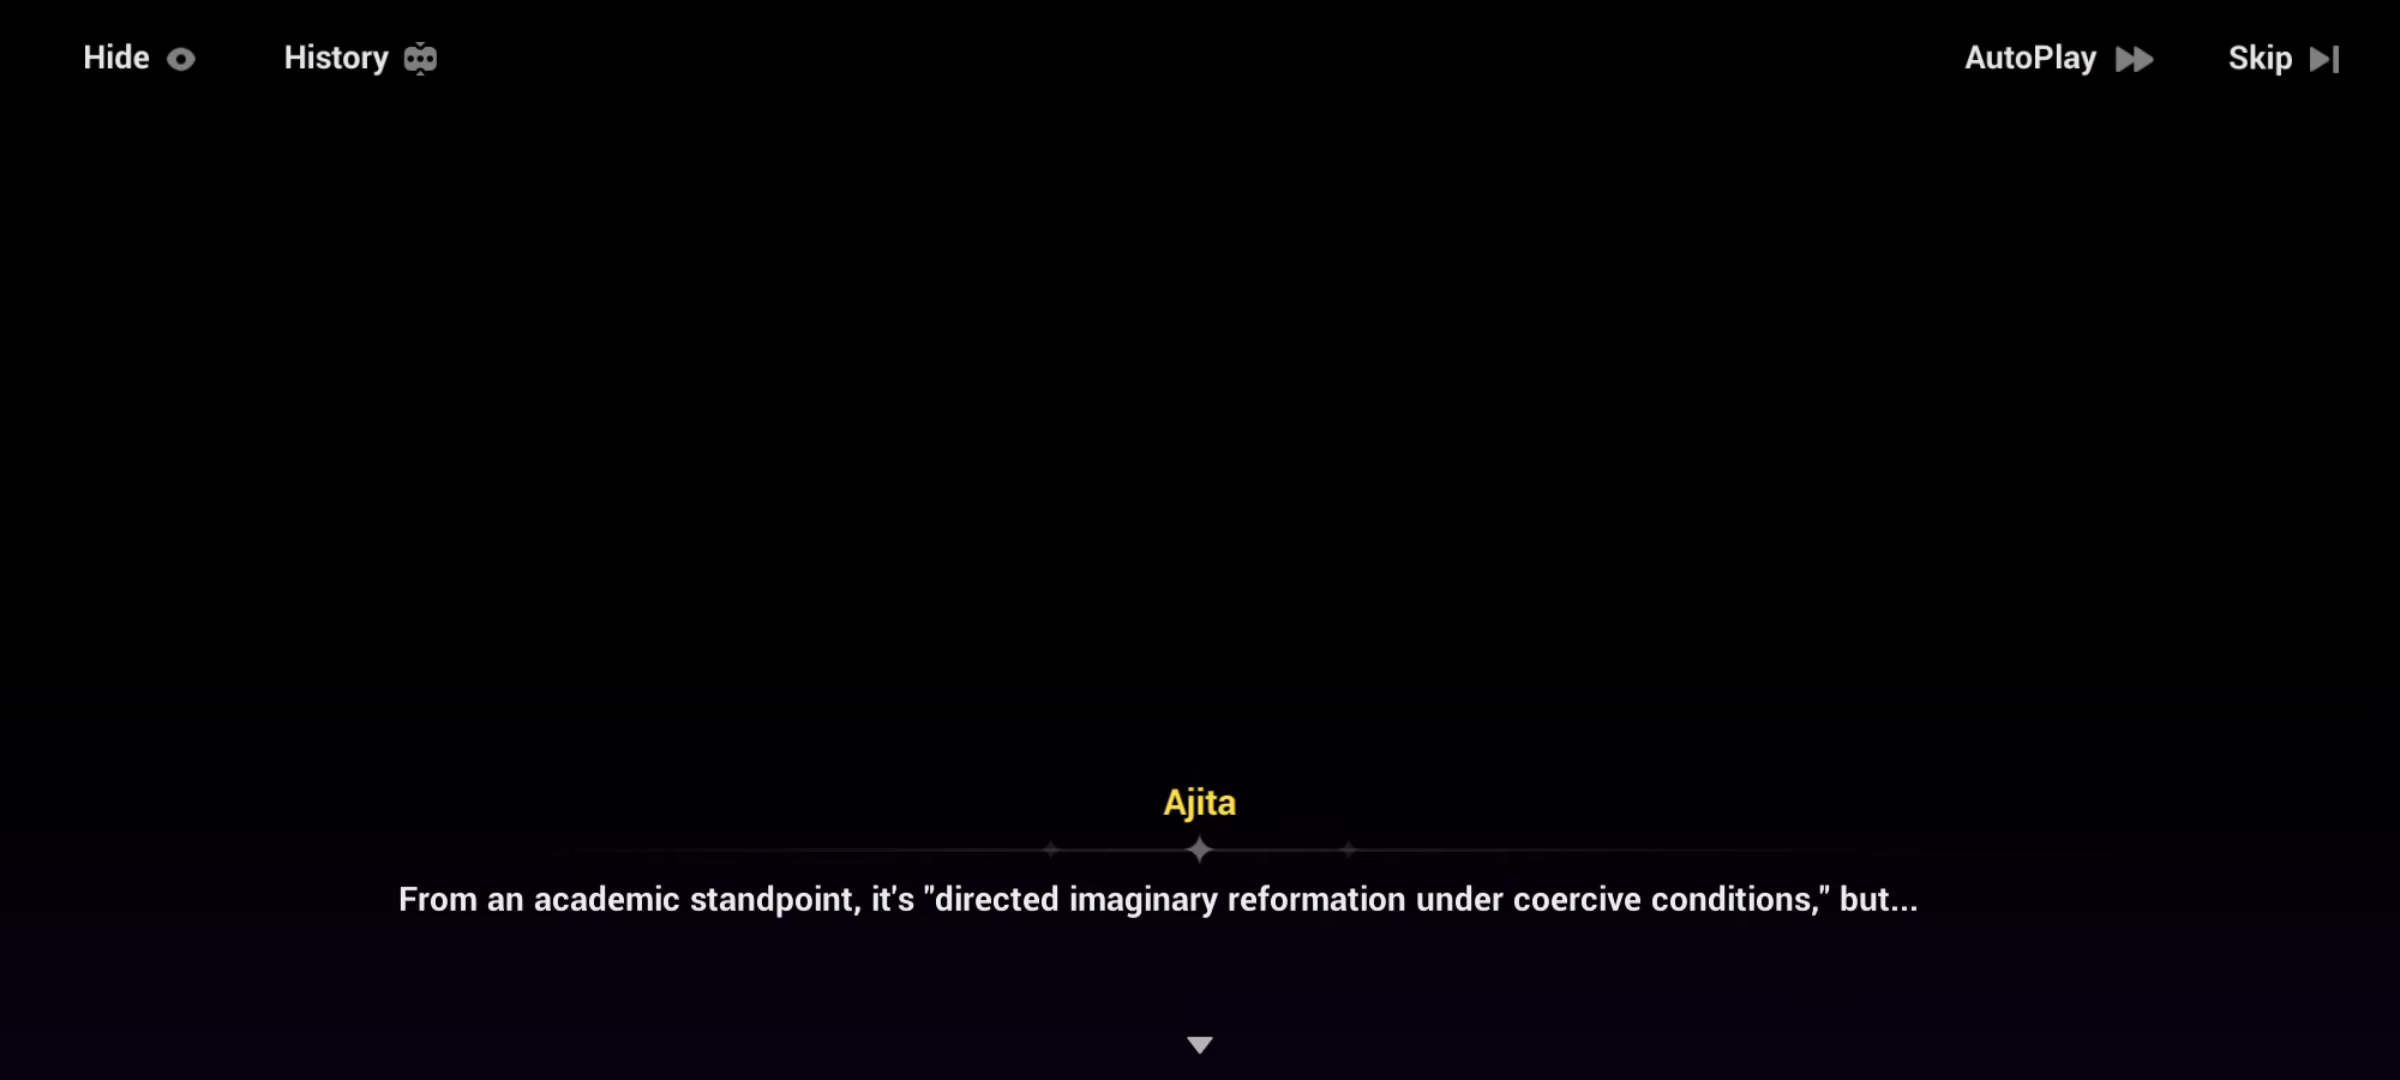 Hide
History
AutoPlay
Skip
Ajita
From an academic standpoint, it's "directed imaginary reformation under coercive conditions," but...